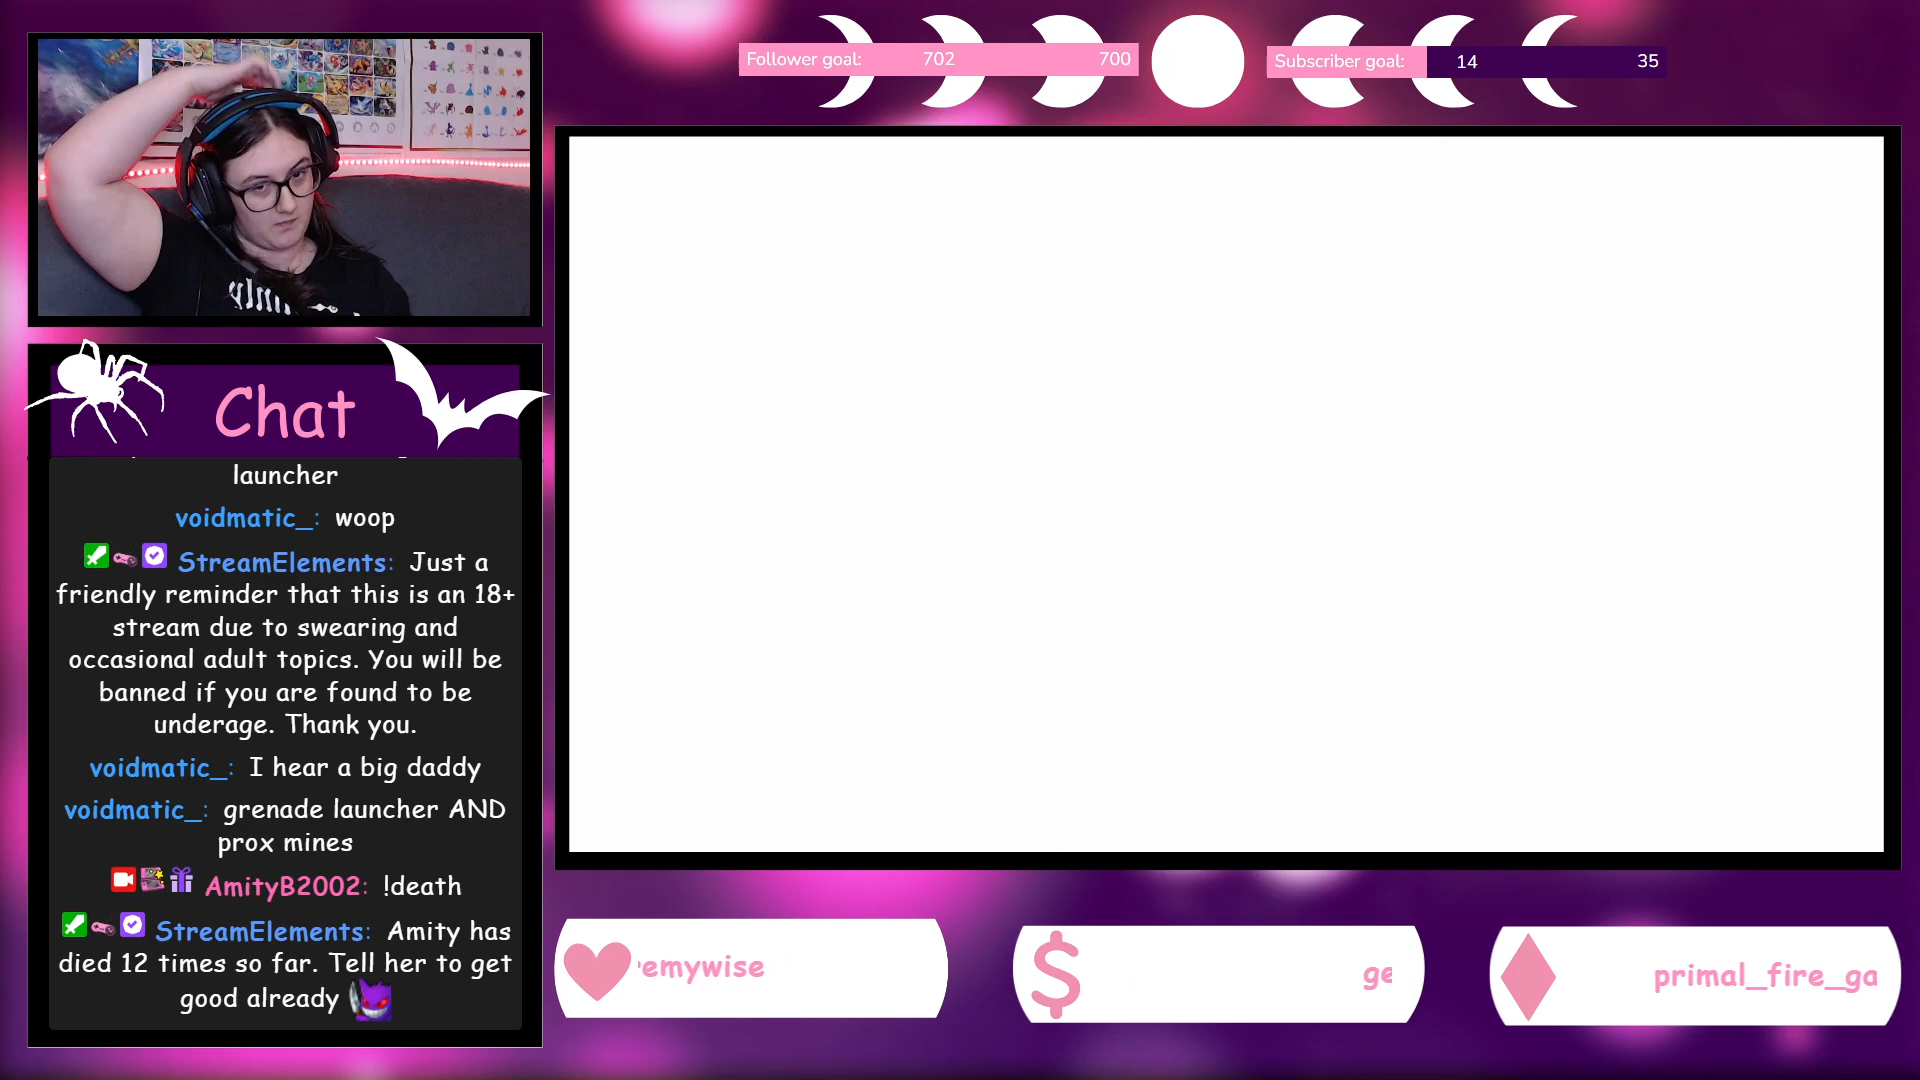 Follower goal: 702 700
Subscriber goal: 14 35
Chat
launcher
voidmatic_: woop
StreamElements: Just a
friendly reminder that this is an 18+
stream due to swearing and
occasional adult topics. You will be
banned if you are found to be
underage. Thank you.
voidmatic_: I hear a big daddy
voidmatic_: grenade launcher AND
prox mines
AmityB2002: !death
StreamElements: Amity has
died 12 times so far. Tell her to get
good already
emywise
ge
primal_fire_ga